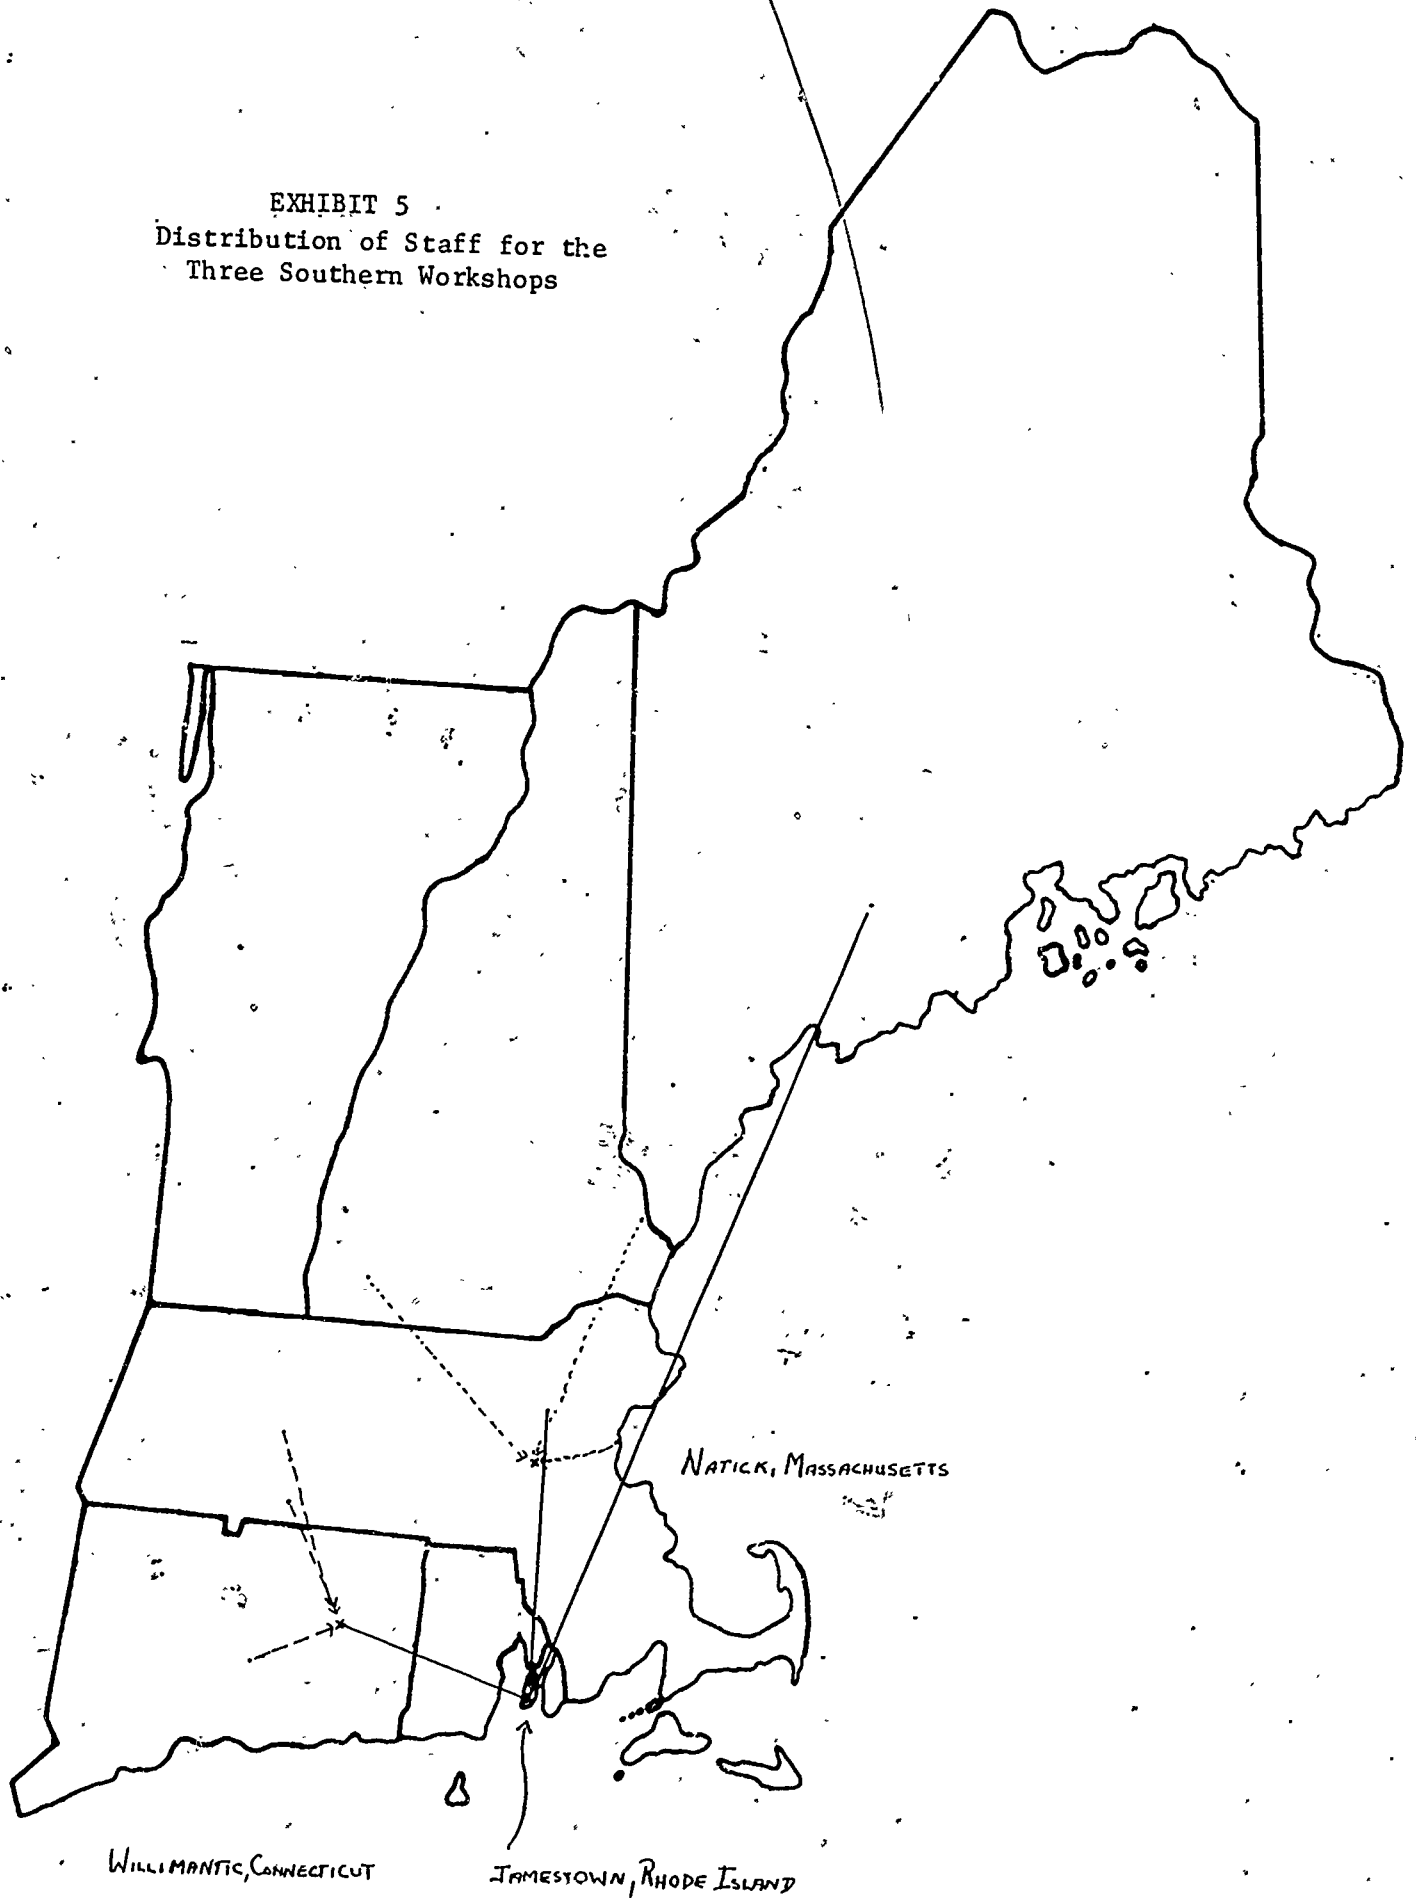 EXHIBIT 5
Distribution of Staff for the
Three Southern Workshops
NATICK, MASSACHUSETTS
WILLIMANTIC, CONNECTICUT
JAMESTOWN, RHODE ISLAND